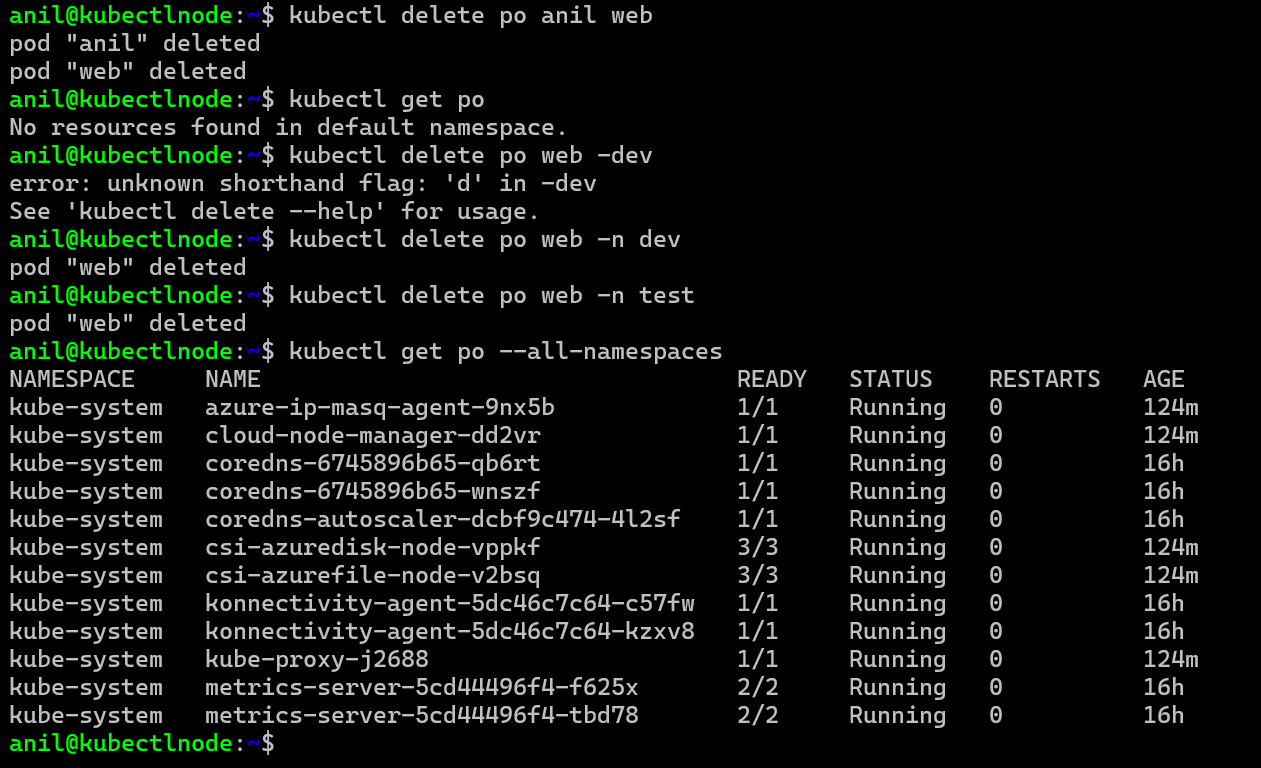 anil@kubectlnode:~$ kubectl delete po anil web
pod "anil" deleted
pod "web" deleted
anil@kubectlnode:~$ kubectl get po
No resources found in default namespace.
anil@kubectlnode:~$ kubectl delete po web -dev
error: unknown shorthand flag: 'd' in -dev
See 'kubectl delete --help' for usage.
anil@kubectlnode:~$ kubectl delete po web -n dev
pod "web" deleted
anil@kubectlnode:~$ kubectl delete po web -n test
pod "web" deleted
anil@kubectlnode:~$ kubectl get po --all-namespaces
NAMESPACE     NAME                                  READY   STATUS    RESTARTS   AGE
kube-system   azure-ip-masq-agent-9nx5b             1/1     Running   0          124m
kube-system   cloud-node-manager-dd2vr              1/1     Running   0          124m
kube-system   coredns-6745896b65-qb6rt              1/1     Running   0          16h
kube-system   coredns-6745896b65-wnszf              1/1     Running   0          16h
kube-system   coredns-autoscaler-dcbf9c474-4l2sf    1/1     Running   0          16h
kube-system   csi-azuredisk-node-vppkf              3/3     Running   0          124m
kube-system   csi-azurefile-node-v2bsq              3/3     Running   0          124m
kube-system   konnectivity-agent-5dc46c7c64-c57fw   1/1     Running   0          16h
kube-system   konnectivity-agent-5dc46c7c64-kzxv8   1/1     Running   0          16h
kube-system   kube-proxy-j2688                      1/1     Running   0          124m
kube-system   metrics-server-5cd44496f4-f625x       2/2     Running   0          16h
kube-system   metrics-server-5cd44496f4-tbd78       2/2     Running   0          16h
anil@kubectlnode:~$